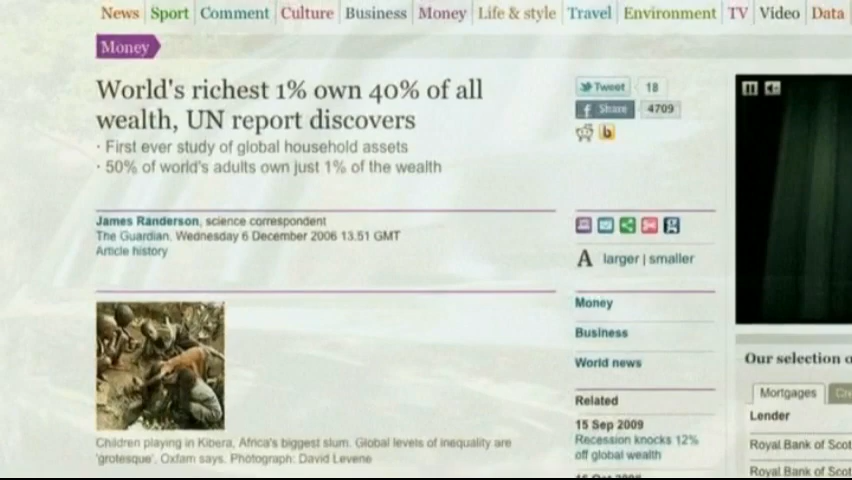 News Sport Comment Culture Business Money Life & style Travel Environment TV Video Data
Money
World's richest 1% own 40% of all
wealth, UN report discovers
· First ever study of global household assets
· 50% of world's adults own just 1% of the wealth
James Randerson, science correspondent
The Guardian, Wednesday 6 December 2006 13.51 GMT
Article history
Children playing in Kibera, Africa's biggest slum. Global levels of inequality are
'grotesque', Oxfam says. Photograph: David Levene
Tweet 18
f Share 4709
b
A larger | smaller
Money
Business
World news
Related
15 Sep 2009
Recession knocks 12%
off global wealth
Our selection o
Mortgages
Lender
Royal Bank of Scot
Royal Bank of Scot